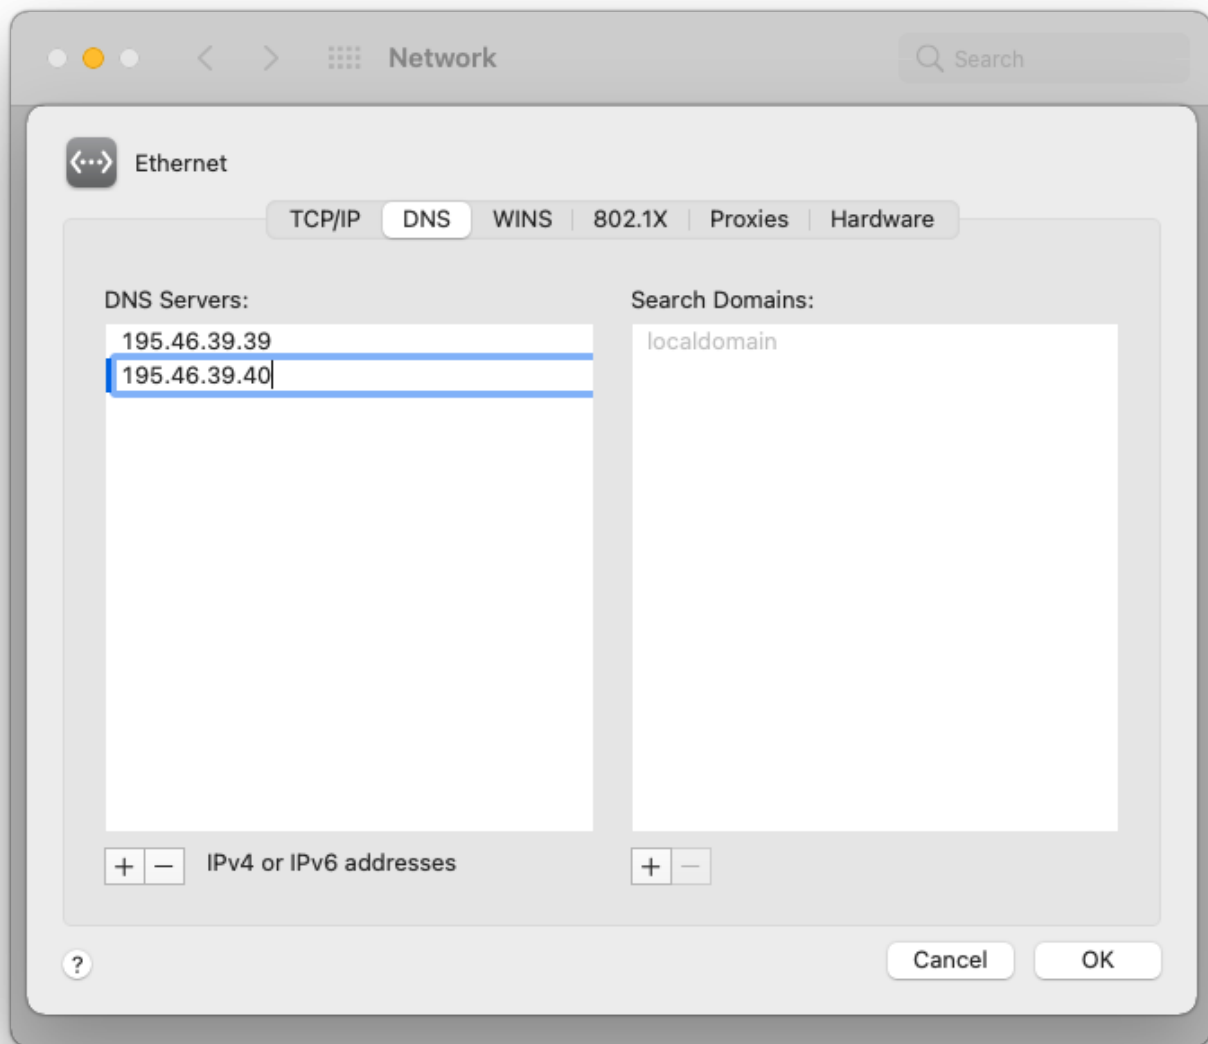 Network
Search
Ethernet
TCP/IP DNS WINS 802.1X Proxies Hardware
DNS Servers:
195.46.39.39
195.46.39.40
Search Domains:
localdomain
+ − IPv4 or IPv6 addresses
+ −
? Cancel OK